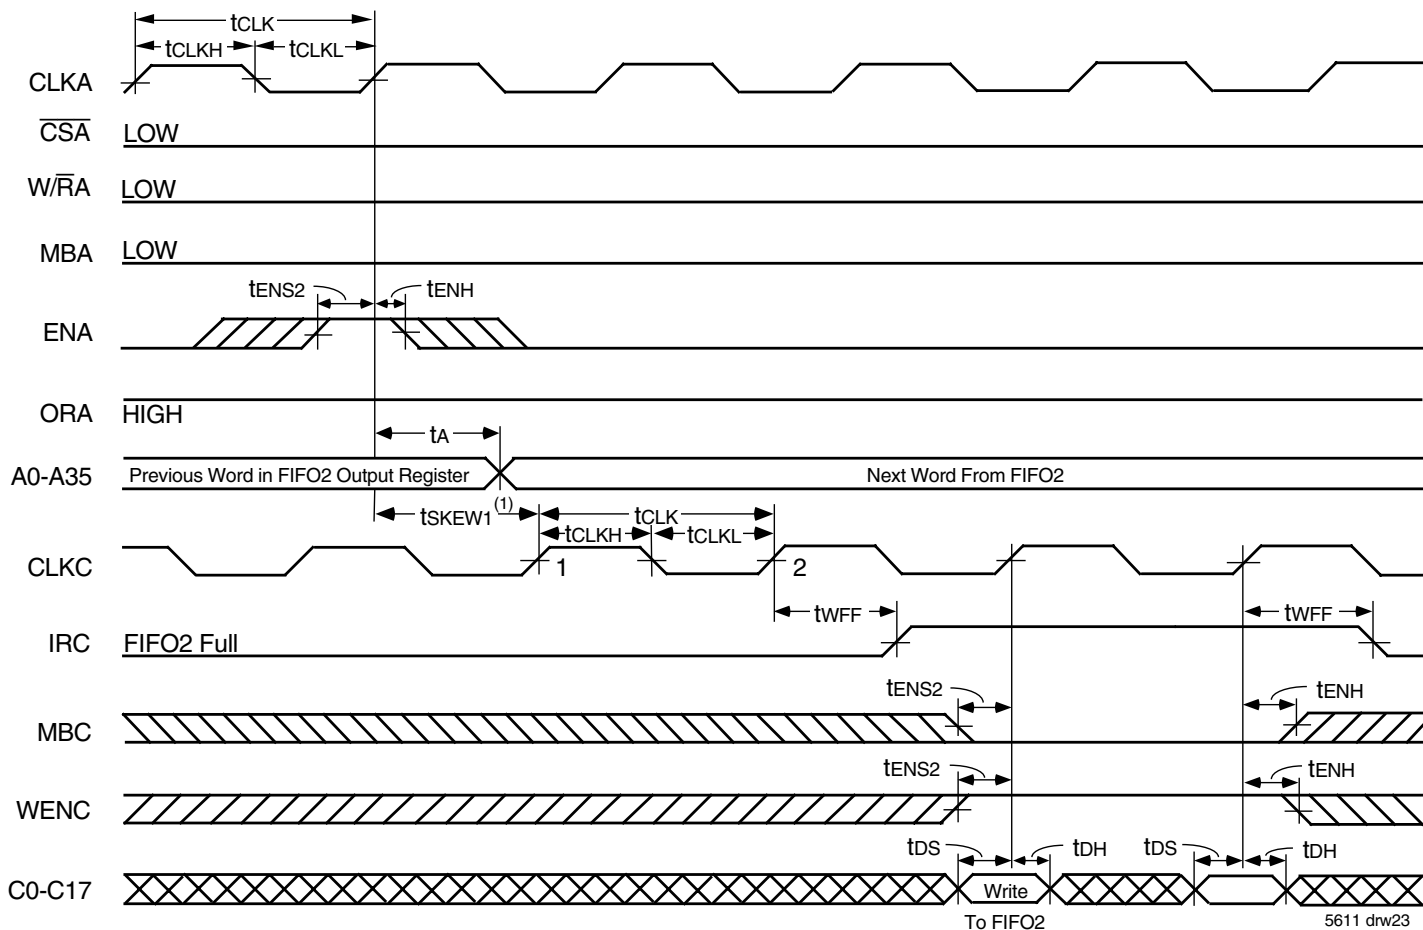 tCLK
tCLKH tCLKL
CLKA
CSA LOW
W/RA LOW
MBA LOW
tENS2 tENH
ENA
ORA HIGH
tA
A0-A35 Previous Word in FIFO2 Output Register Next Word From FIFO2
tSKEW1 (1) tCLK
tCLKH tCLKL
CLKC 1 2
tWFF tWFF
IRC FIFO2 Full
tENS2 tENH
MBC
tENS2 tENH
WENC
tDS tDH tDS tDH
C0-C17 Write
To FIFO2 5611 drw23